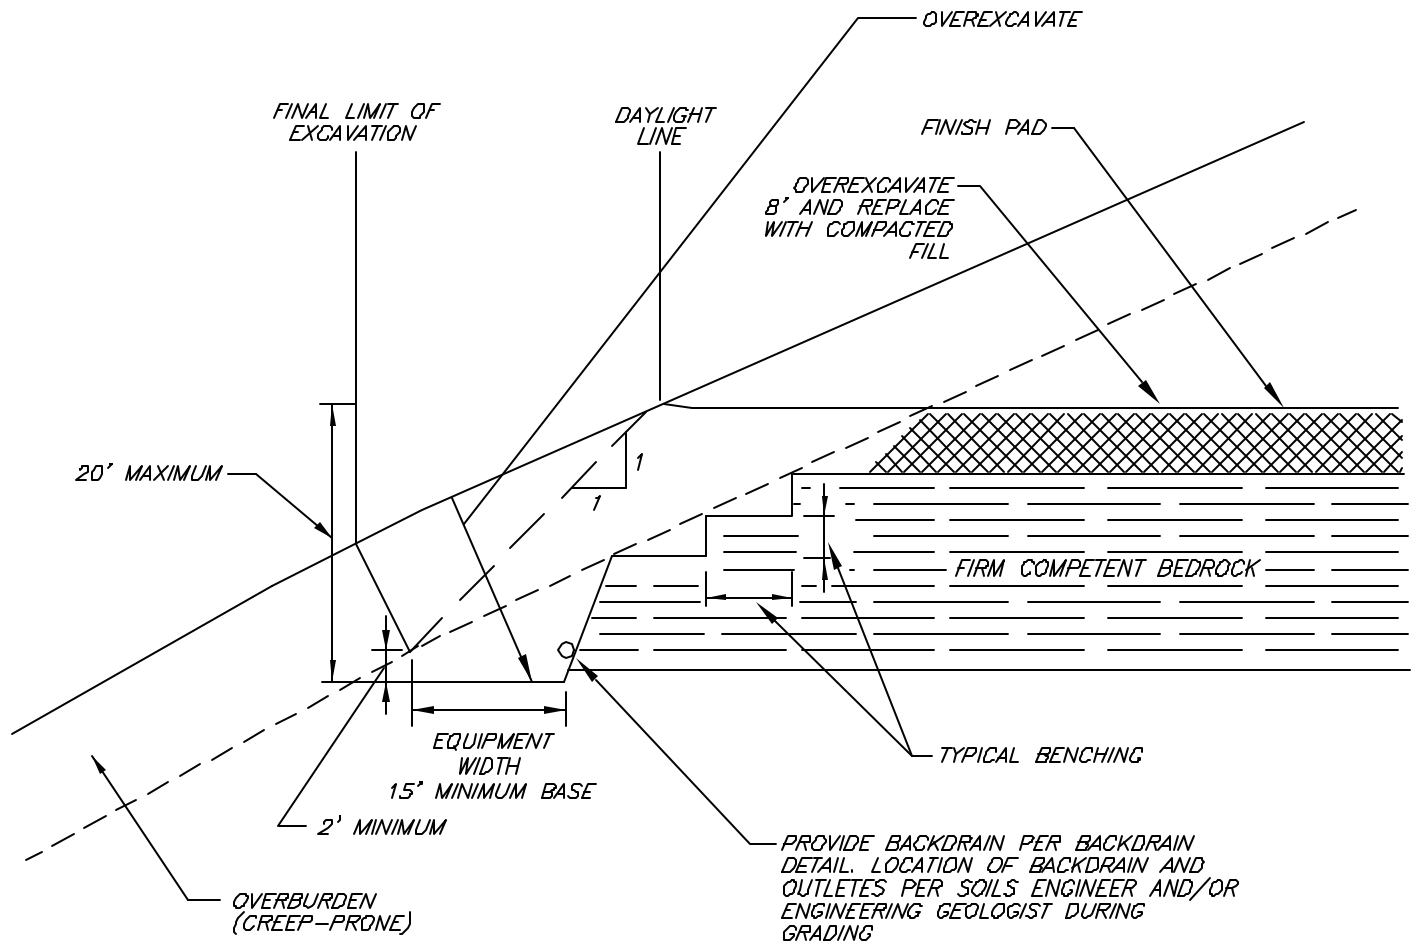 OVEREXCAVATE
FINAL LIMIT OF
EXCAVATION
DAYLIGHT
LINE
FINISH PAD
OVEREXCAVATE
8' AND REPLACE
WITH COMPACTED
FILL
20' MAXIMUM
1
1
FIRM COMPETENT BEDROCK
EQUIPMENT
WIDTH
15" MINIMUM BASE
TYPICAL BENCHING
2' MINIMUM
PROVIDE BACKDRAIN PER BACKDRAIN
DETAIL. LOCATION OF BACKDRAIN AND
OUTLETES PER SOILS ENGINEER AND/OR
ENGINEERING GEOLOGIST DURING
GRADING
OVERBURDEN
(CREEP-PRONE)